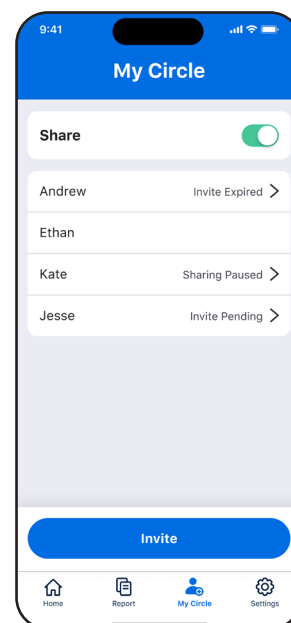 9:41
My Circle
Share
Andrew Invite Expired
Ethan
Kate Sharing Paused
Jesse Invite Pending
Invite
Home Report My Circle Settings